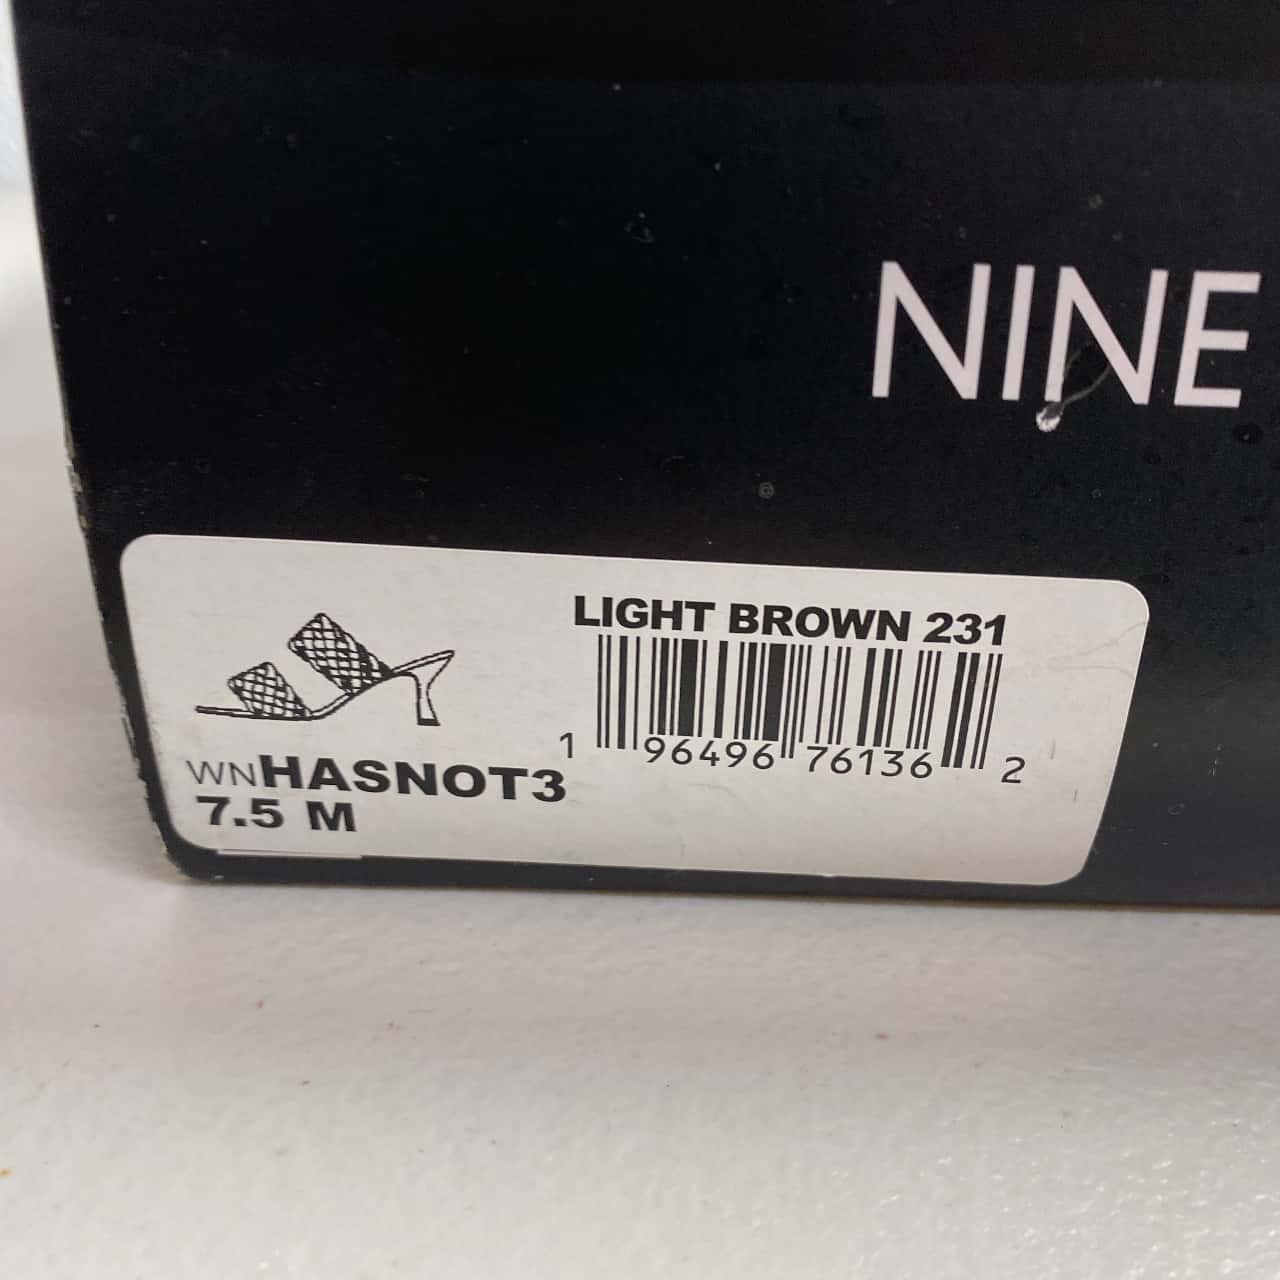 NINE
LIGHT BROWN 231
1 96496 76136 2
WNHASNOT3
7.5 M